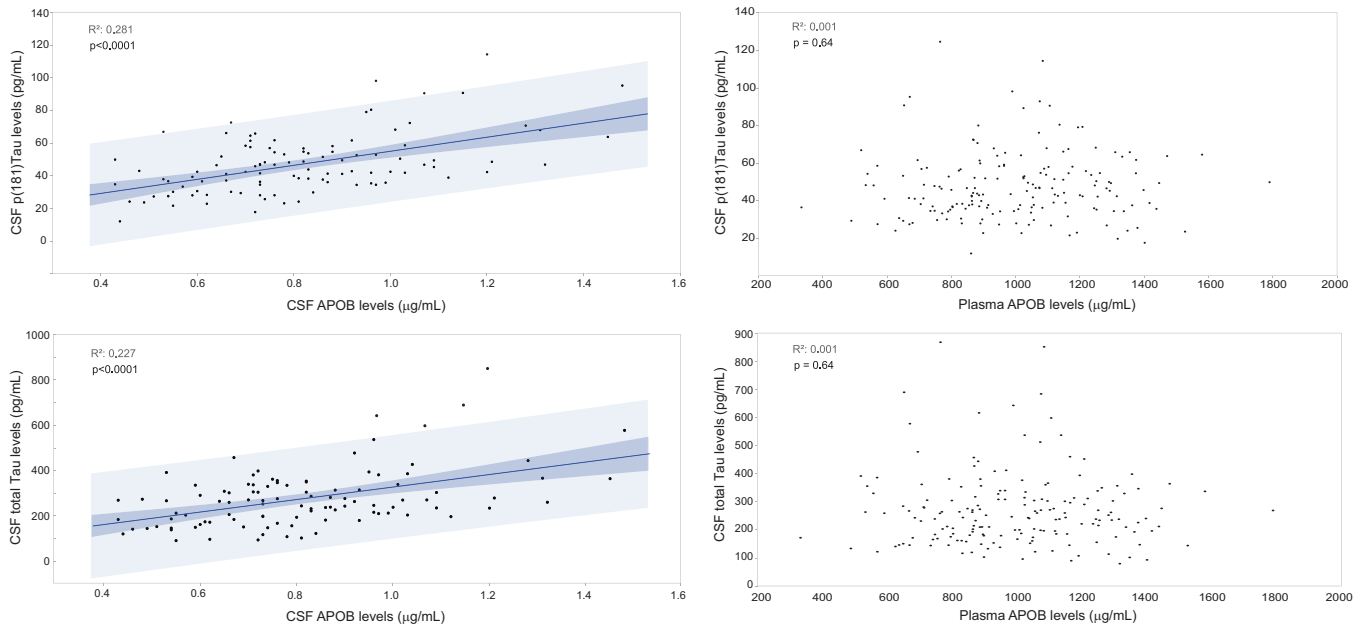 R²: 0.281
p<0.0001
CSF p(181)Tau levels (pg/mL)
140
120
100
80
60
40
20
0
0.4 0.6 0.8 1.0 1.2 1.4 1.6
CSF APOB levels (μg/mL)
R²: 0.001
p = 0.64
CSF p(181)Tau levels (pg/mL)
140
120
100
80
60
40
20
200 400 600 800 1000 1200 1400 1600 1800 2000
Plasma APOB levels (μg/mL)
R²: 0.227
p<0.0001
CSF total Tau levels (pg/mL)
1000
800
600
400
200
0
0.4 0.6 0.8 1.0 1.2 1.4 1.6
CSF APOB levels (μg/mL)
R²: 0.001
p = 0.64
CSF total Tau levels (pg/mL)
900
800
700
600
500
400
300
200
100
0
200 400 600 800 1000 1200 1400 1600 1800 2000
Plasma APOB levels (μg/mL)